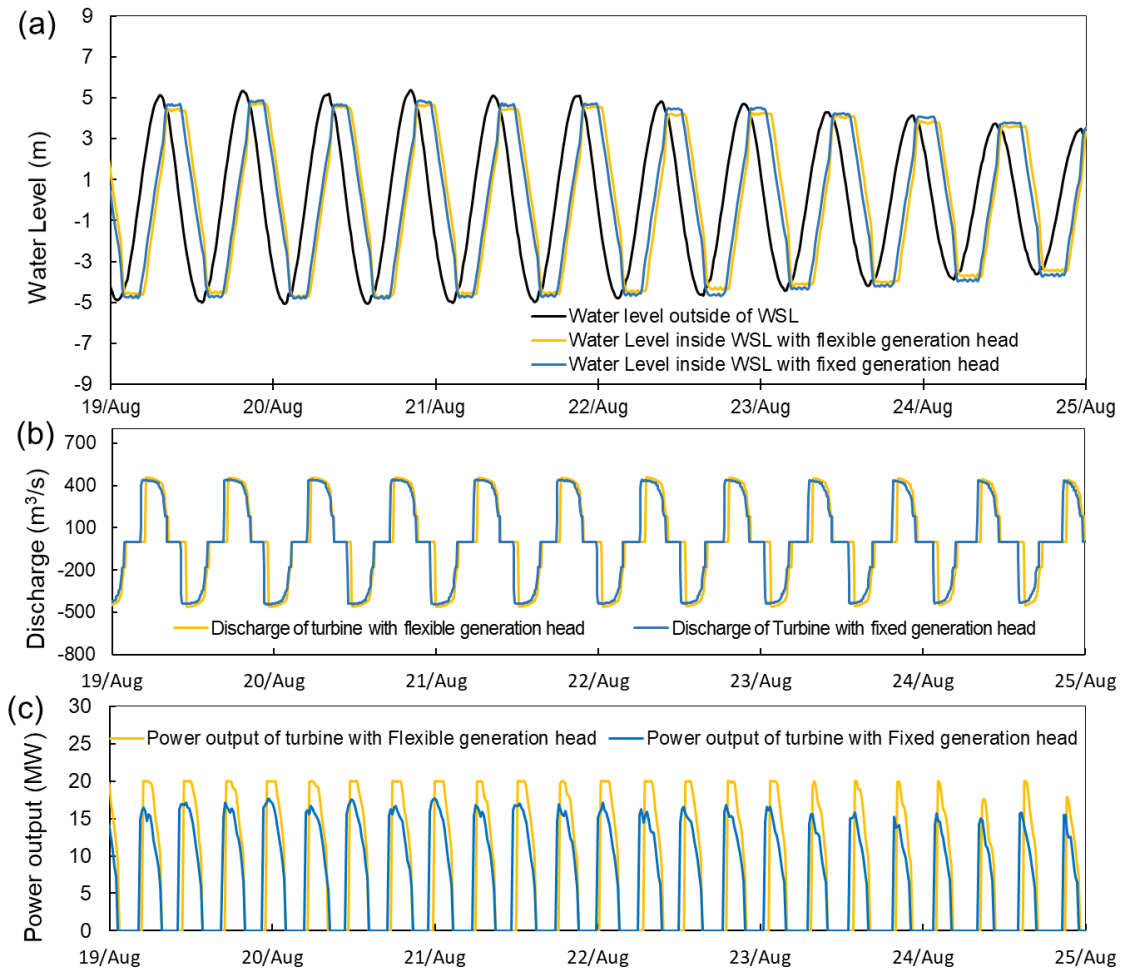 (a)
Water Level (m)
9
7
5
3
1
-1
-3
-5
-7
-9
Water level outside of WSL
Water Level inside WSL with flexible generation head
Water Level inside WSL with fixed generation head
19/Aug 20/Aug 21/Aug 22/Aug 23/Aug 24/Aug 25/Aug
(b)
Discharge (m³/s)
700
400
100
-200
-500
-800
Discharge of turbine with flexible generation head Discharge of Turbine with fixed generation head
19/Aug 20/Aug 21/Aug 22/Aug 23/Aug 24/Aug 25/Aug
(c)
Power output (MW)
30
25
20
15
10
5
0
Power output of turbine with Flexible generation head Power output of turbine with Fixed generation head
19/Aug 20/Aug 21/Aug 22/Aug 23/Aug 24/Aug 25/Aug